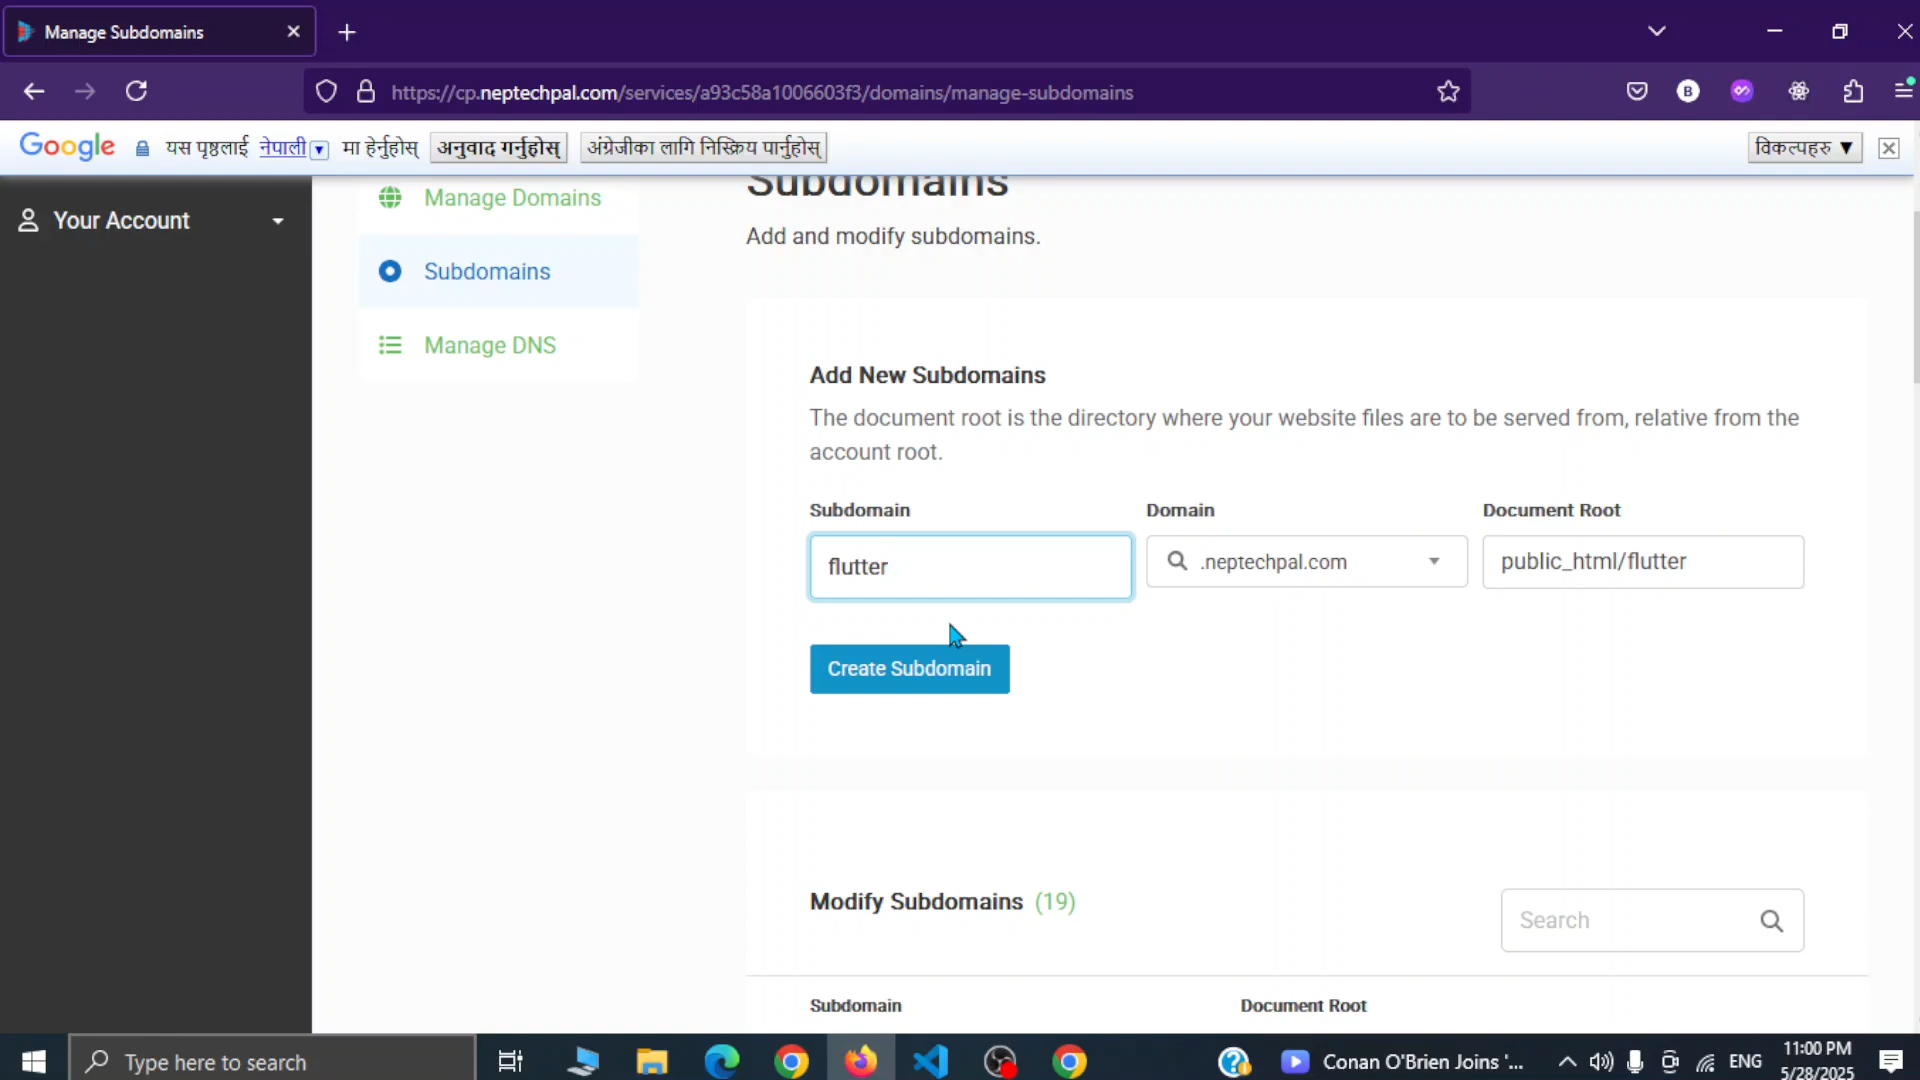 Manage Subdomains
https://cp.neptechpal.com/services/a93c58a1006603f3/domains/manage-subdomains
B
Google यस पृष्ठलाई नेपाली ▼ मा हेर्नुहोस् अनुवाद गर्नुहोस् अंग्रेजीका लागि निस्क्रिय पार्नुहोस् विकल्पहरु ▼
Your Account
Manage Domains
Subdomains
Manage DNS
Subdomains
Add and modify subdomains.
Add New Subdomains
The document root is the directory where your website files are to be served from, relative from the
account root.
Subdomain Domain Document Root
flutter .neptechpal.com public_html/flutter
Create Subdomain
Modify Subdomains (19)
Search
Subdomain Document Root
Type here to search
Conan O'Brien Joins '...
ENG
11:00 PM
5/28/2025